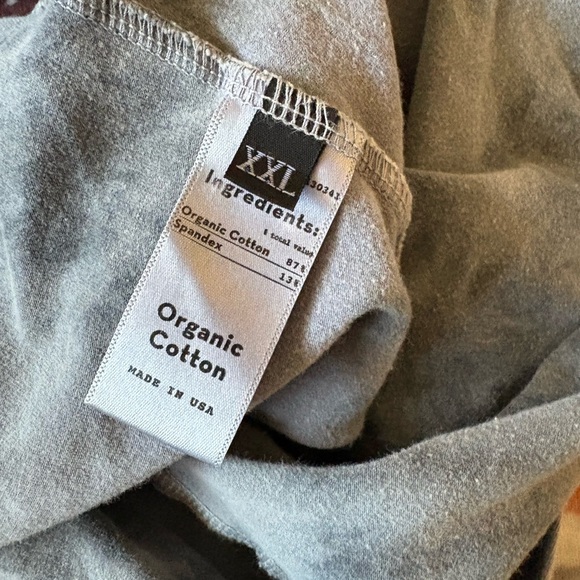 XXL
Ingredients:
% total value
Organic Cotton 87%
Spandex 13%
Organic
Cotton
MADE IN USA